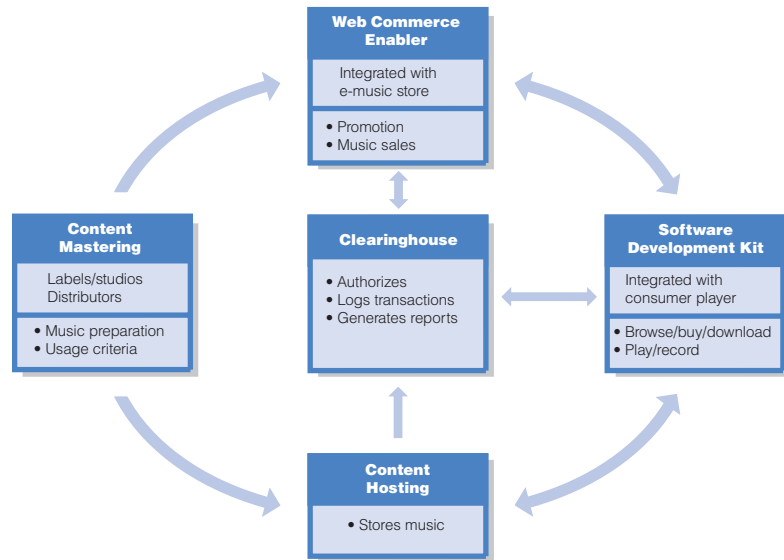 Web Commerce
Enabler
Integrated with
e-music store
• Promotion
• Music sales
Content
Mastering
Labels/studios
Distributors
• Music preparation
• Usage criteria
Clearinghouse
• Authorizes
• Logs transactions
• Generates reports
Software
Development Kit
Integrated with
consumer player
• Browse/buy/download
• Play/record
Content
Hosting
• Stores music